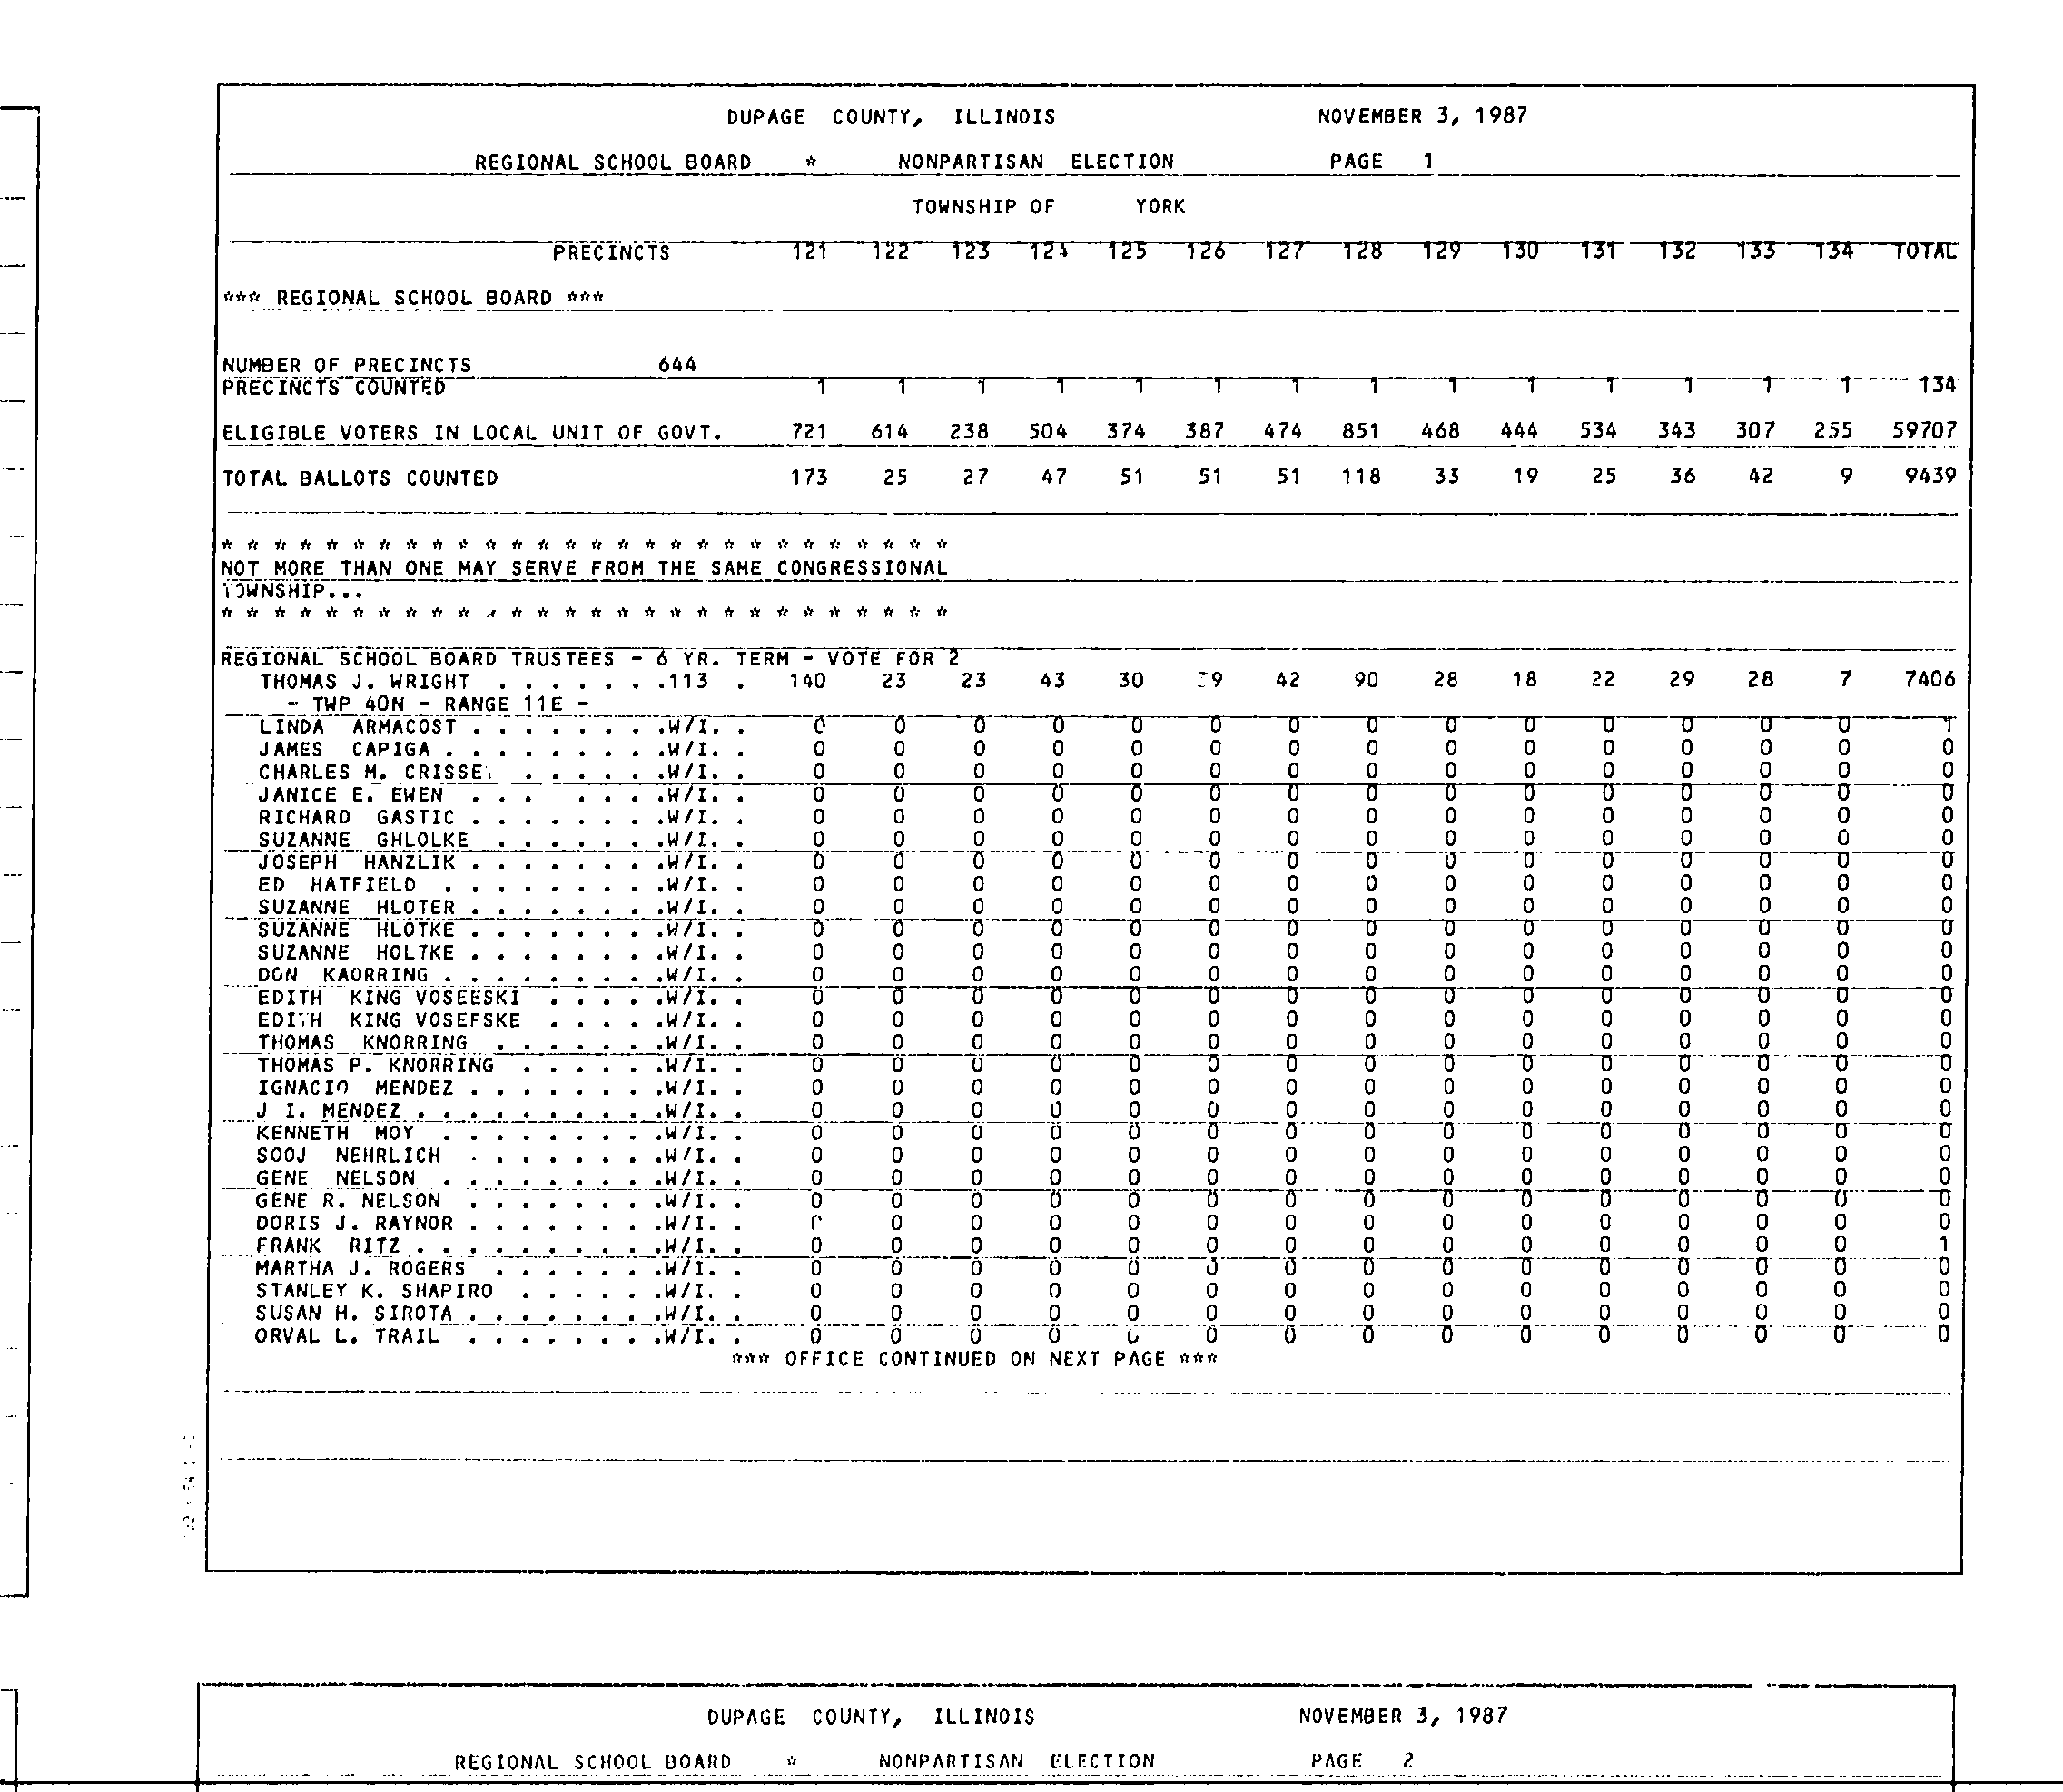 DUPAGE COUNTY, ILLINOIS NOVEMBER 3, 1987
REGIONAL SCHOOL BOARD * NONPARTISAN ELECTION PAGE 1
TOWNSHIP OF YORK
PRECINCTS 121 122 123 124 125 126 127 128 129 130 131 132 133 134 TOTAL
*** REGIONAL SCHOOL BOARD ***
NUMBER OF PRECINCTS 644
PRECINCTS COUNTED 1 1 1 1 1 1 1 1 1 1 1 1 1 1 134
ELIGIBLE VOTERS IN LOCAL UNIT OF GOVT. 721 614 238 504 374 387 474 851 468 444 534 343 307 255 59707
TOTAL BALLOTS COUNTED 173 25 27 47 51 51 51 118 33 19 25 36 42 9 9439
* * * * * * * * * * * * * * * * * * * * * * * * * * * *
NOT MORE THAN ONE MAY SERVE FROM THE SAME CONGRESSIONAL
TOWNSHIP...
* * * * * * * * * * * * * * * * * * * * * * * * * * * *
REGIONAL SCHOOL BOARD TRUSTEES - 6 YR. TERM - VOTE FOR 2
THOMAS J. WRIGHT . . . . . . .113 . 140 23 23 43 30 42 90 28 18 22 29 28 7 7406
- TWP 40N - RANGE 11E -
LINDA ARMACOST . . . . . . . .W/I. . 0 0 0 0 0 0 0 0 0 0 0 0 0 0 1
JAMES CAPIGA . . . . . . . . .W/I. . 0 0 0 0 0 0 0 0 0 0 0 0 0 0 0
CHARLES M. . . . . . .W/I. . 0 0 0 0 0 0 0 0 0 0 0 0 0 0 0
JANICE E. EWEN . . . . . . .W/I. . 0 0 0 0 0 0 0 0 0 0 0 0 0 0 0
RICHARD GASTIC . . . . . . . .W/I. . 0 0 0 0 0 0 0 0 0 0 0 0 0 0 0
SUZANNE GHLOLKE . . . . . . .W/I. . 0 0 0 0 0 0 0 0 0 0 0 0 0 0 0
JOSEPH HANZLIK . . . . . . . .W/I. . 0 0 0 0 0 0 0 0 0 0 0 0 0 0 0
ED HATFIELD . . . . . . . . .W/I. . 0 0 0 0 0 0 0 0 0 0 0 0 0 0 0
SUZANNE HLOTER . . . . . . . .W/I. . 0 0 0 0 0 0 0 0 0 0 0 0 0 0 0
SUZANNE HLOTKE . . . . . . . .W/I. . 0 0 0 0 0 0 0 0 0 0 0 0 0 0 0
SUZANNE HOLTKE . . . . . . . .W/I. . 0 0 0 0 0 0 0 0 0 0 0 0 0 0 0
DON KAORRING . . . . . . . . .W/I. . 0 0 0 0 0 0 0 0 0 0 0 0 0 0 0
EDITH KING VOSEESKI . . . . .W/I. . 0 0 0 0 0 0 0 0 0 0 0 0 0 0 0
EDITH KING VOSEFSKE . . . . .W/I. . 0 0 0 0 0 0 0 0 0 0 0 0 0 0 0
THOMAS KNORRING . . . . . . .W/I. . 0 0 0 0 0 0 0 0 0 0 0 0 0 0 0
THOMAS P. KNORRING . . . . . .W/I. . 0 0 0 0 0 0 0 0 0 0 0 0 0 0 0
IGNACIO MENDEZ . . . . . . . .W/I. . 0 0 0 0 0 0 0 0 0 0 0 0 0 0 0
J I. MENDEZ . . . . . . . . . .W/I. . 0 0 0 0 0 0 0 0 0 0 0 0 0 0 0
KENNETH MOY . . . . . . . . .W/I. . 0 0 0 0 0 0 0 0 0 0 0 0 0 0 0
SOOJ NEHRLICH . . . . . . . .W/I. . 0 0 0 0 0 0 0 0 0 0 0 0 0 0 0
GENE NELSON . . . . . . . . .W/I. . 0 0 0 0 0 0 0 0 0 0 0 0 0 0 0
GENE R. NELSON . . . . . . . .W/I. . 0 0 0 0 0 0 0 0 0 0 0 0 0 0 0
DORIS J. RAYNOR . . . . . . . .W/I. . 0 0 0 0 0 0 0 0 0 0 0 0 0 0 0
FRANK RITZ . . . . . . . . . .W/I. . 0 0 0 0 0 0 0 0 0 0 0 0 0 0 1
MARTHA J. ROGERS . . . . . . .W/I. . 0 0 0 0 0 0 0 0 0 0 0 0 0 0 0
STANLEY K. SHAPIRO . . . . . .W/I. . 0 0 0 0 0 0 0 0 0 0 0 0 0 0 0
SUSAN H. SIROTA . . . . . . . .W/I. . 0 0 0 0 0 0 0 0 0 0 0 0 0 0 0
ORVAL L. TRAIL . . . . . . . .W/I. . 0 0 0 0 0 0 0 0 0 0 0 0 0 0 0
*** OFFICE CONTINUED ON NEXT PAGE ***
DUPAGE COUNTY, ILLINOIS NOVEMBER 3, 1987
REGIONAL SCHOOL BOARD * NONPARTISAN ELECTION PAGE 2